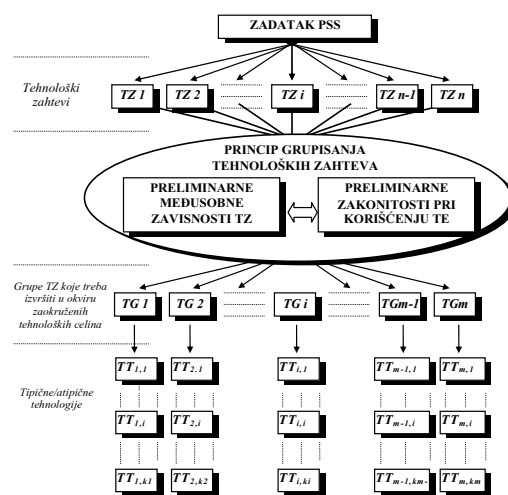 ZADATAK PSS
Tehnološki
zahtevi
TZ 1
TZ 2
TZ i
TZ n-1
TZ n
PRINCIP GRUPISANJA
TEHNOLOŠKIH ZAHTEVA
PRELIMINARNE
MEĐUSOBNE
ZAVISNOSTI TZ
PRELIMINARNE
ZAKONITOSTI PRI
KORIŠĆENJU TE
Grupe TZ koje treba
izvršiti u okviru
zaokruženih
tehnoloških celina
TG 1
TG 2
TG i
TGm-1
TGm
Tipične/atipične
tehnologije
TT1,1
TT2.1
TTi,1
TTm-1,1
TTm,1
TT1,i
TT2,i
TTi,i
TTm-1,i
TTm,i
TT1,k1
TT2,k2
TTi,ki
TTm-1,km-
TTm,km